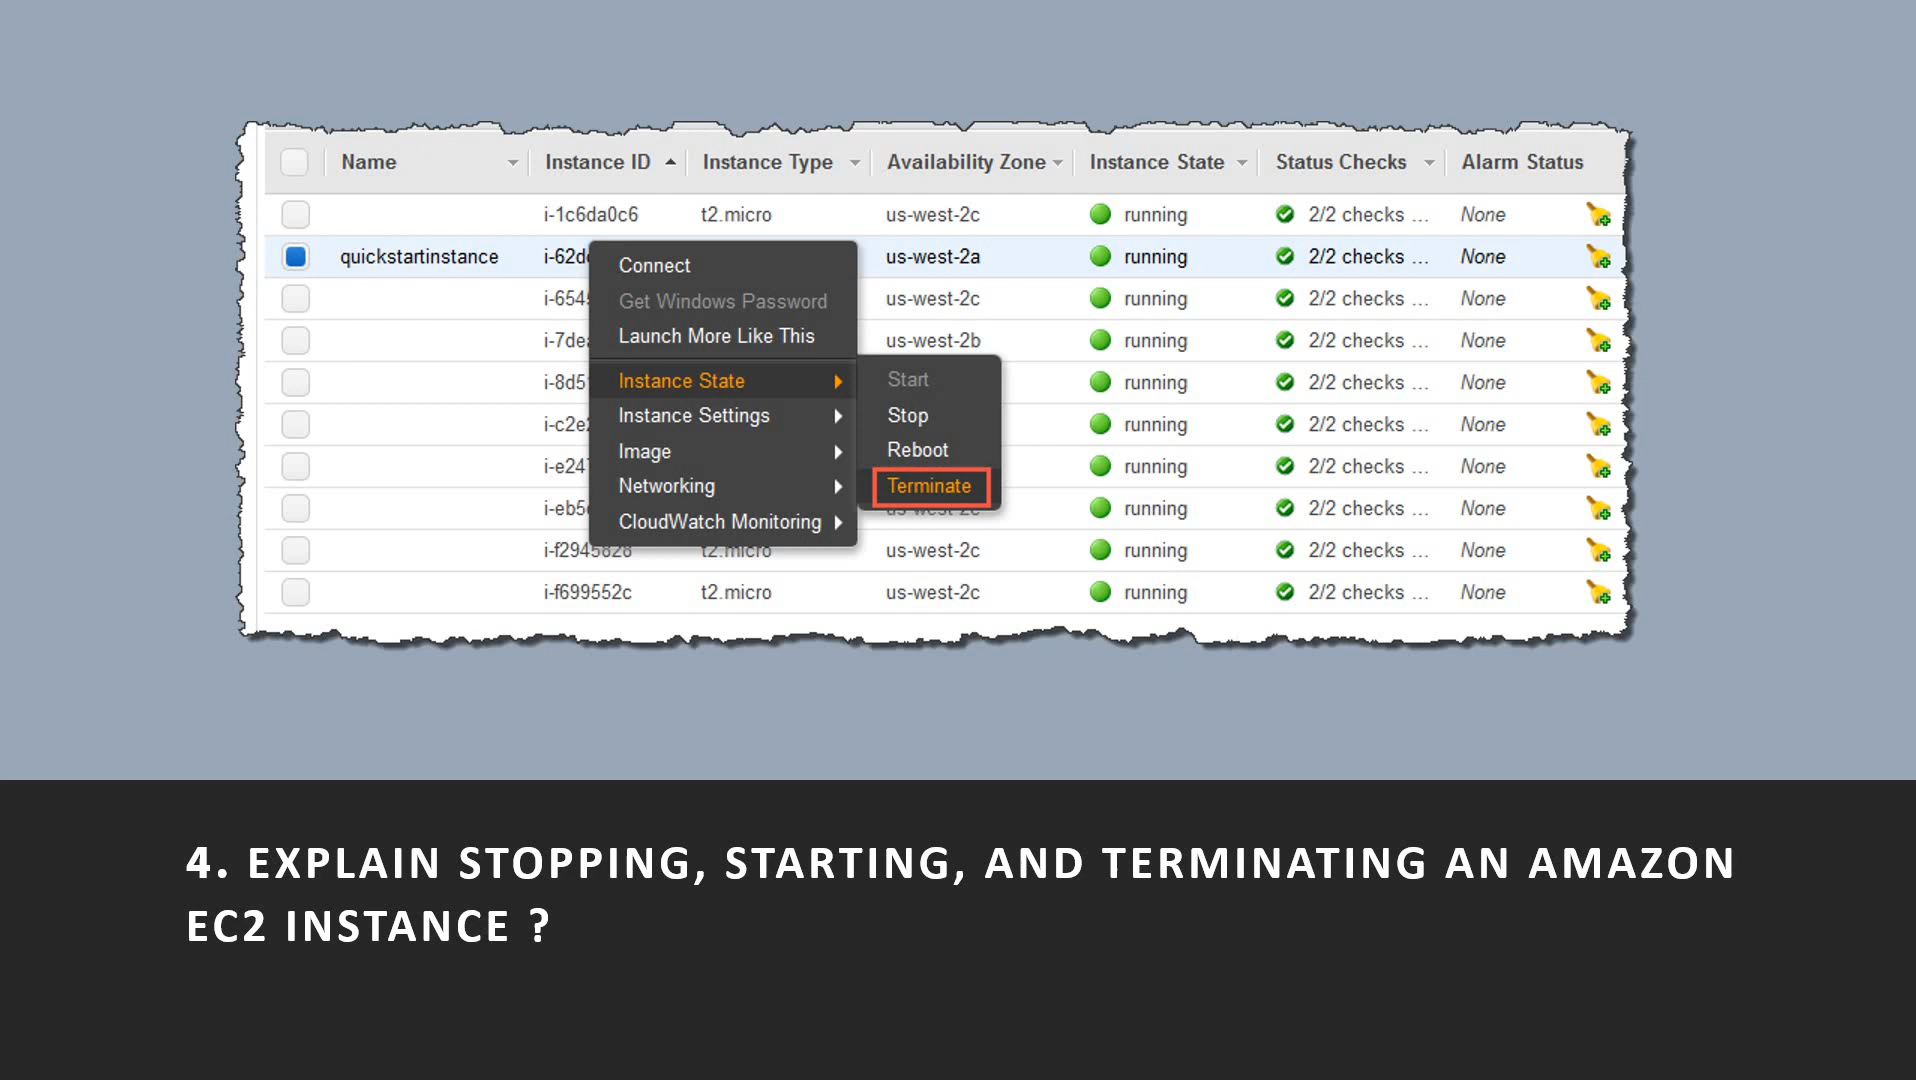 Name Instance ID Instance Type Availability Zone Instance State Status Checks Alarm Status
i-1c6da0c6 t2.micro us-west-2c running 2/2 checks ... None
quickstartinstance us-west-2a running 2/2 checks ... None
us-west-2c running 2/2 checks ... None
us-west-2b running 2/2 checks ... None
running 2/2 checks ... None
running 2/2 checks ... None
running 2/2 checks ... None
us-west-2c running 2/2 checks ... None
i-f2945828 t2.micro us-west-2c running 2/2 checks ... None
i-f699552c t2.micro us-west-2c running 2/2 checks ... None
Connect
Get Windows Password
Launch More Like This
Instance State
Instance Settings
Image
Networking
CloudWatch Monitoring
Start
Stop
Reboot
Terminate
4. EXPLAIN STOPPING, STARTING, AND TERMINATING AN AMAZON
EC2 INSTANCE ?